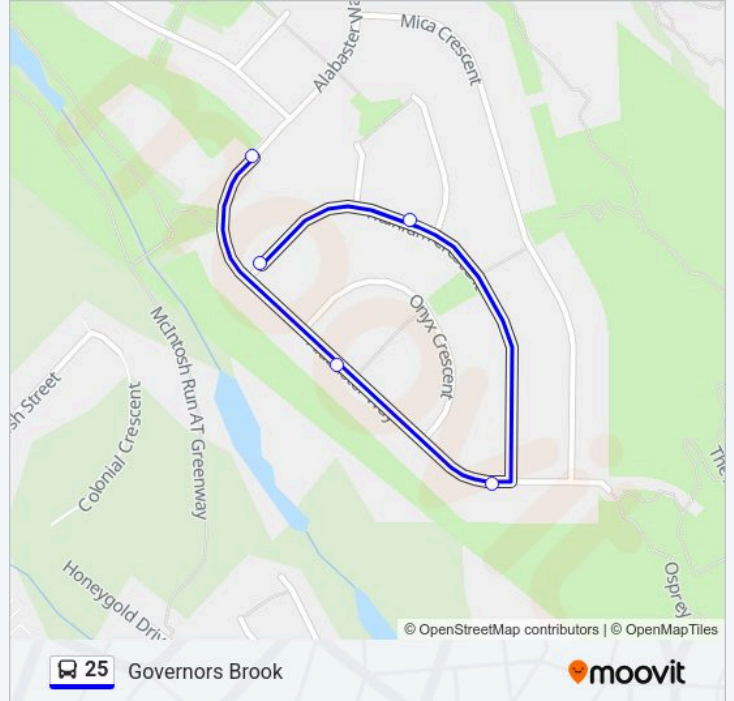 Mica Crescent
Alabaster Wa
Onyx Crescent
McIntosh Run AT Greenway
sh Street
Colonial Crescent
Honeygold Driv
The
Osprey
© OpenStreetMap contributors | © OpenMapTiles
25 Governors Brook
moovit